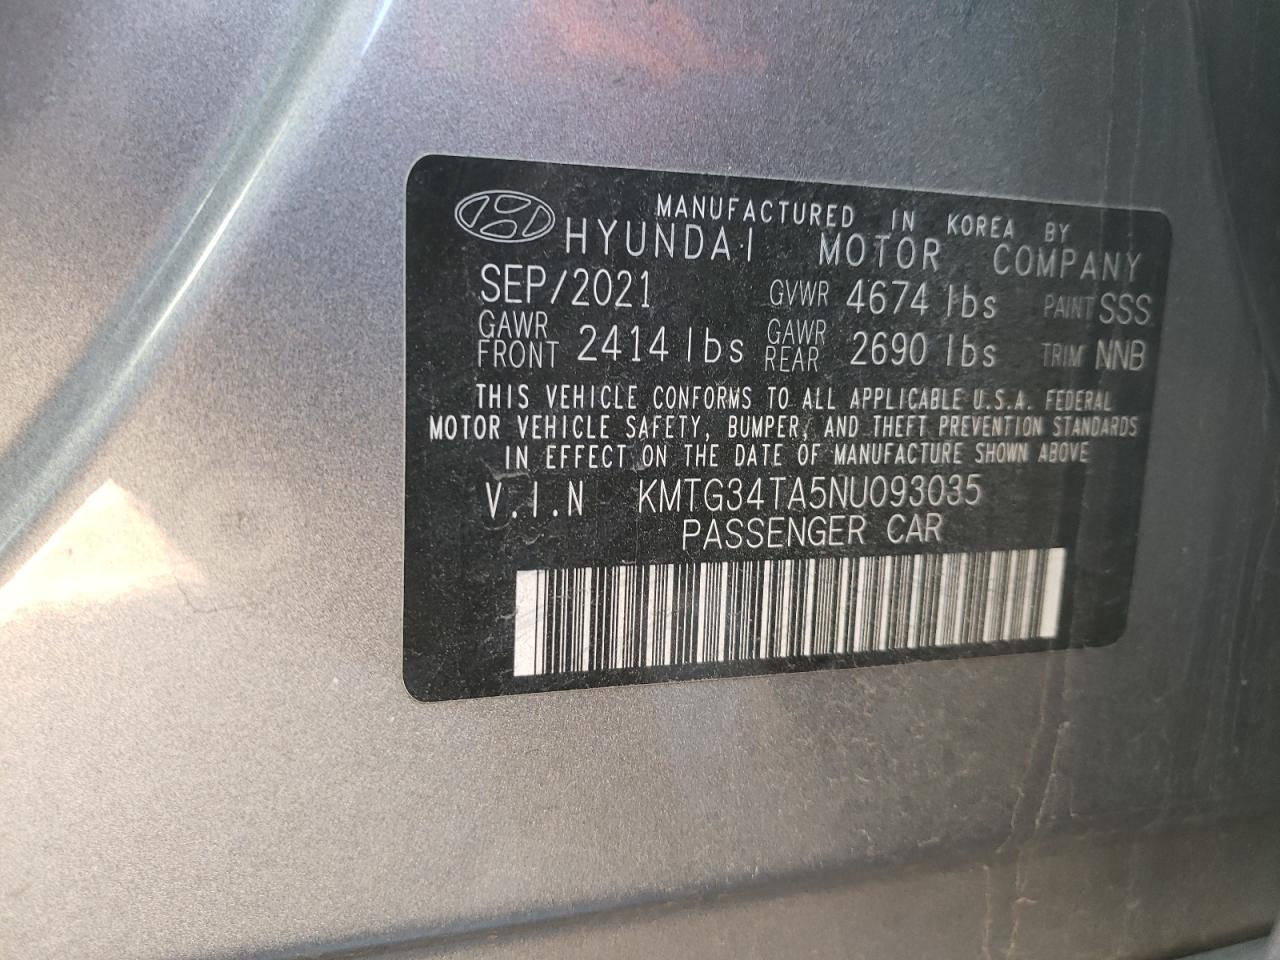 MANUFACTURED IN KOREA BY
HYUNDAI MOTOR COMPANY
SEP/2021 GVWR 4674 lbs PAINT SSS
GAWR FRONT 2414 lbs GAWR REAR 2690 lbs TRIM NNB
THIS VEHICLE CONFORMS TO ALL APPLICABLE U.S.A. FEDERAL
MOTOR VEHICLE SAFETY, BUMPER, AND THEFT PREVENTION STANDARDS
IN EFFECT ON THE DATE OF MANUFACTURE SHOWN ABOVE
V.I.N KMTG34TA5NU093035
PASSENGER CAR